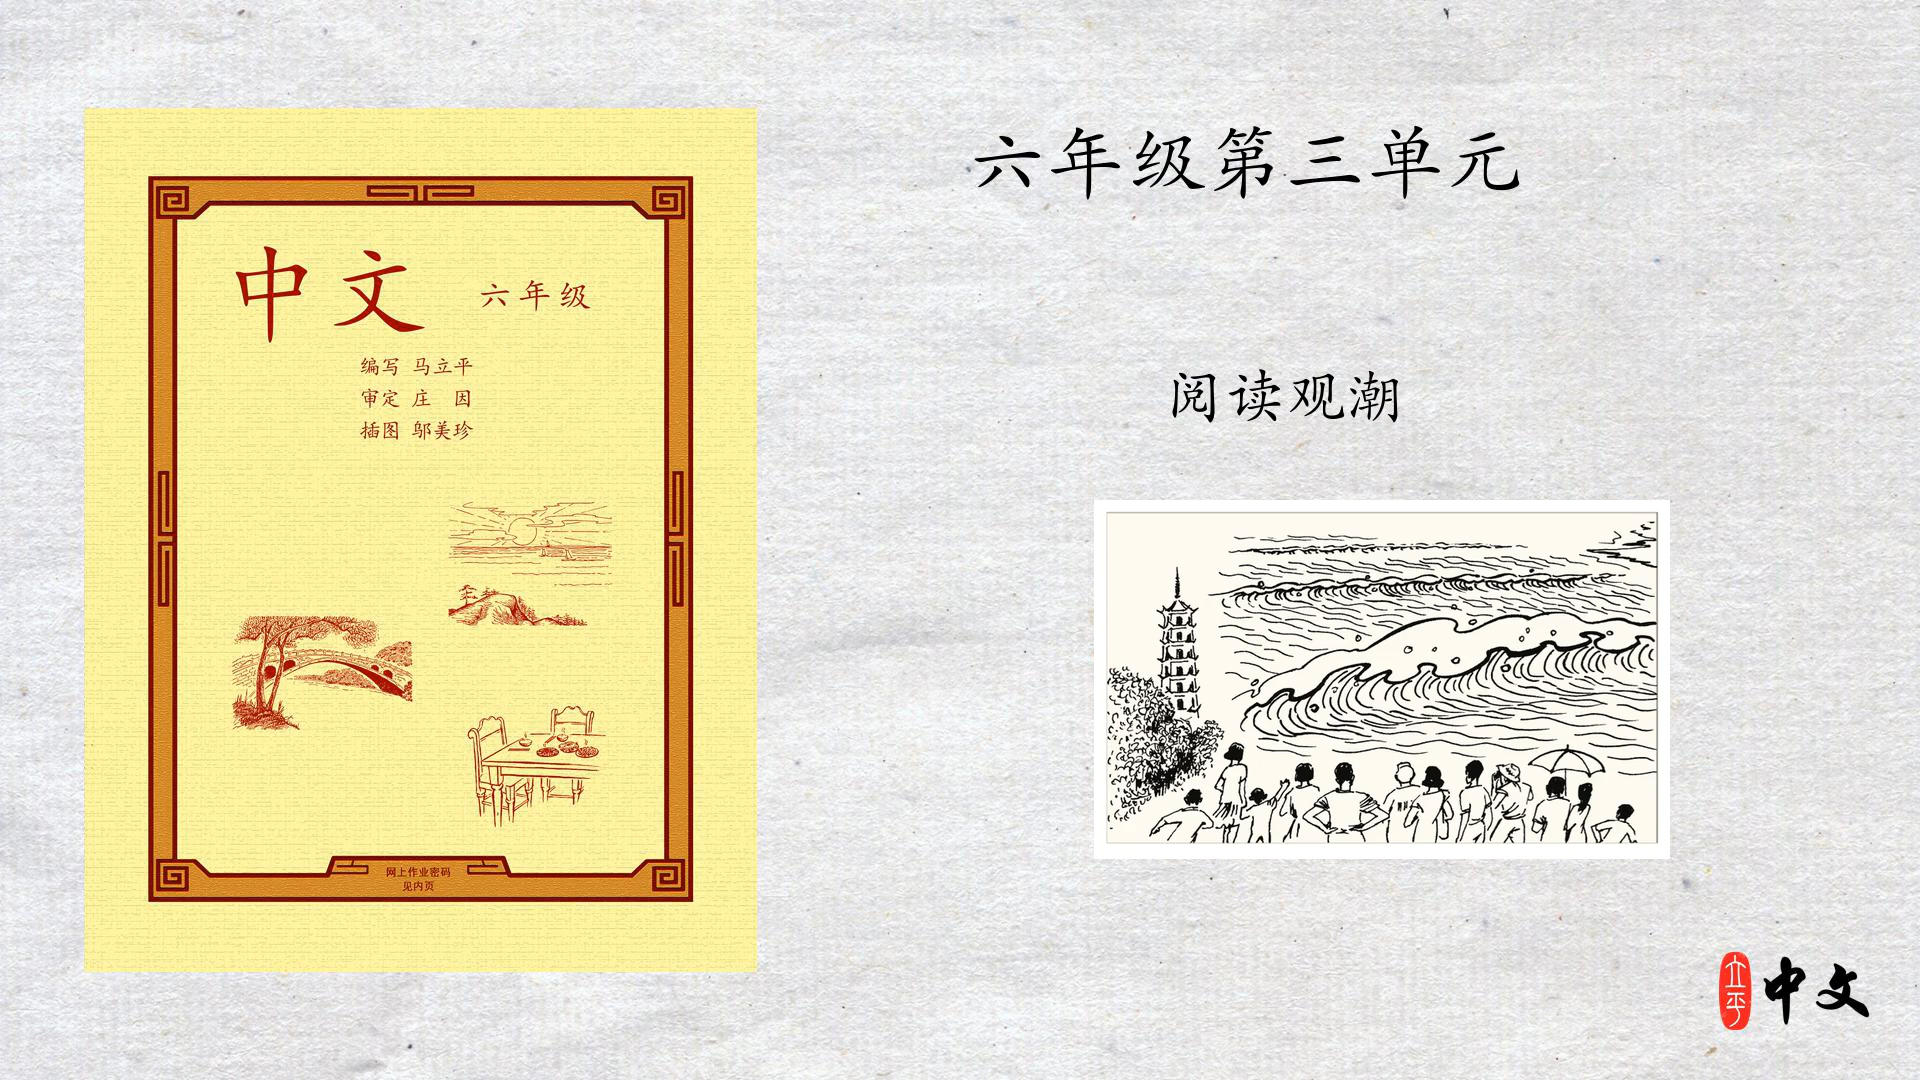 中文 六年级
编写 马立平
审定 庄 因
插图 邬美珍
网上作业密码
见内页
六年级第三单元
阅读观潮
立平 中文